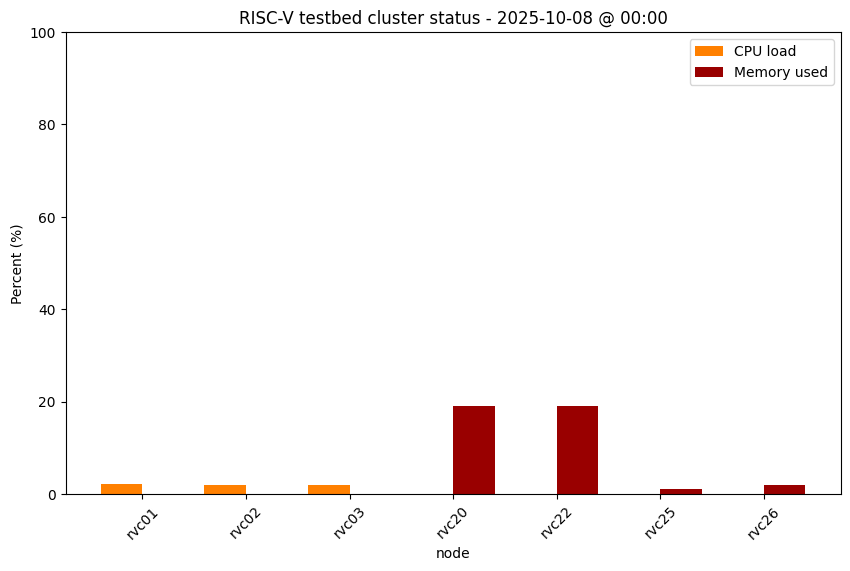 RISC-V testbed cluster status - 2025-10-08 @ 00:00
CPU load
Memory used
Percent (%)
100
80
60
40
20
0
rvc01
rvc02
rvc03
rvc20
rvc22
rvc25
rvc26
node